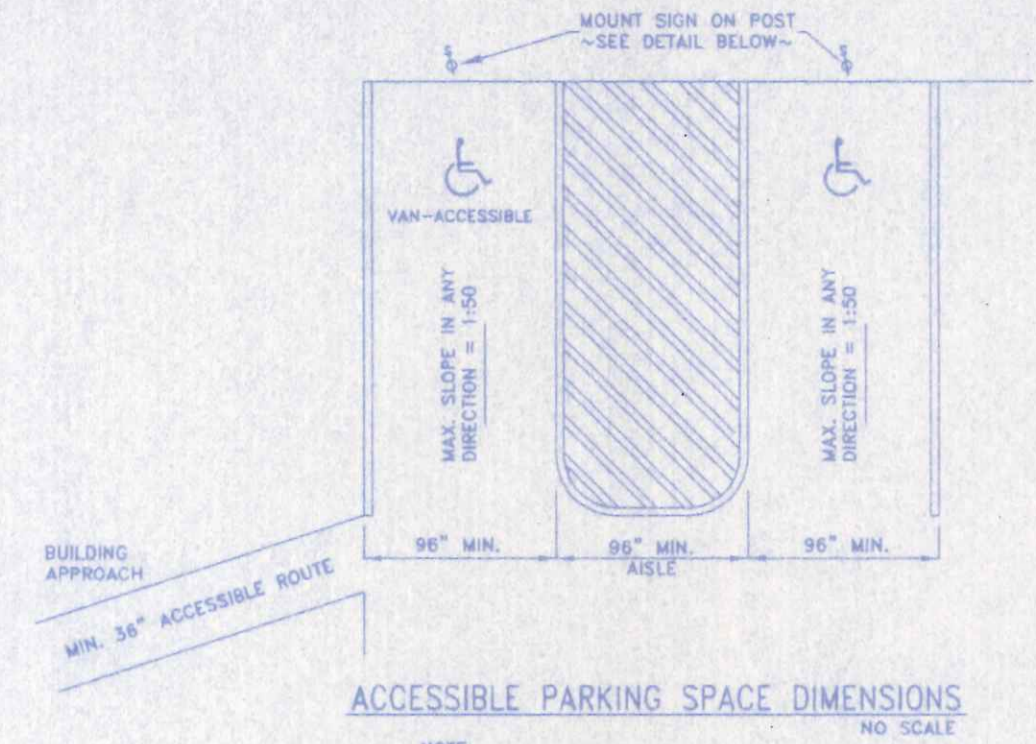 MOUNT SIGN ON POST
~SEE DETAIL BELOW~
VAN-ACCESSIBLE
MAX. SLOPE IN ANY
DIRECTION = 1:50
MAX. SLOPE IN ANY
DIRECTION = 1:50
96" MIN.
96" MIN.
AISLE
96" MIN.
BUILDING
APPROACH
MIN. 36" ACCESSIBLE ROUTE
ACCESSIBLE PARKING SPACE DIMENSIONS
NO SCALE